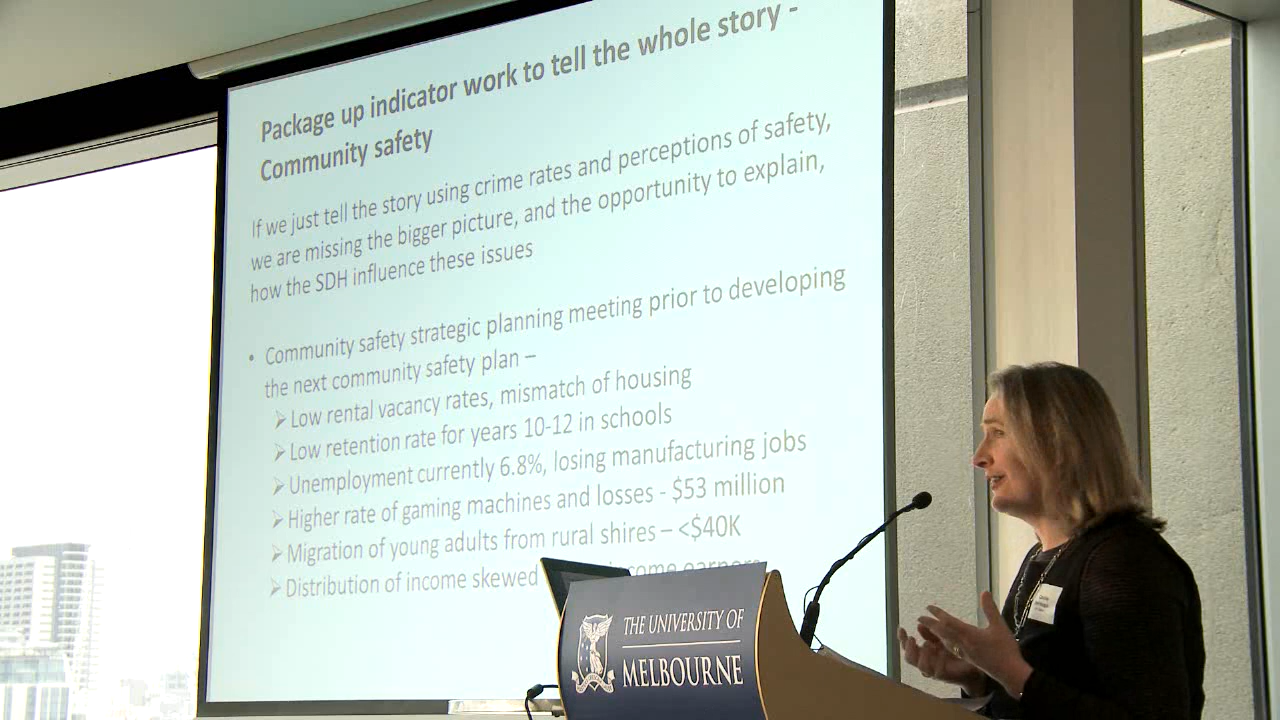 Package up indicator work to tell the whole story -
Community safety
If we just tell the story using crime rates and perceptions of safety,
we are missing the bigger picture, and the opportunity to explain,
how the SDH influence these issues
• Community safety strategic planning meeting prior to developing
the next community safety plan –
➢ Low rental vacancy rates, mismatch of housing
➢ Low retention rate for years 10-12 in schools
➢ Unemployment currently 6.8%, losing manufacturing jobs
➢ Higher rate of gaming machines and losses - $53 million
➢ Migration of young adults from rural shires – <$40K
➢ Distribution of income skewed
THE UNIVERSITY OF
MELBOURNE